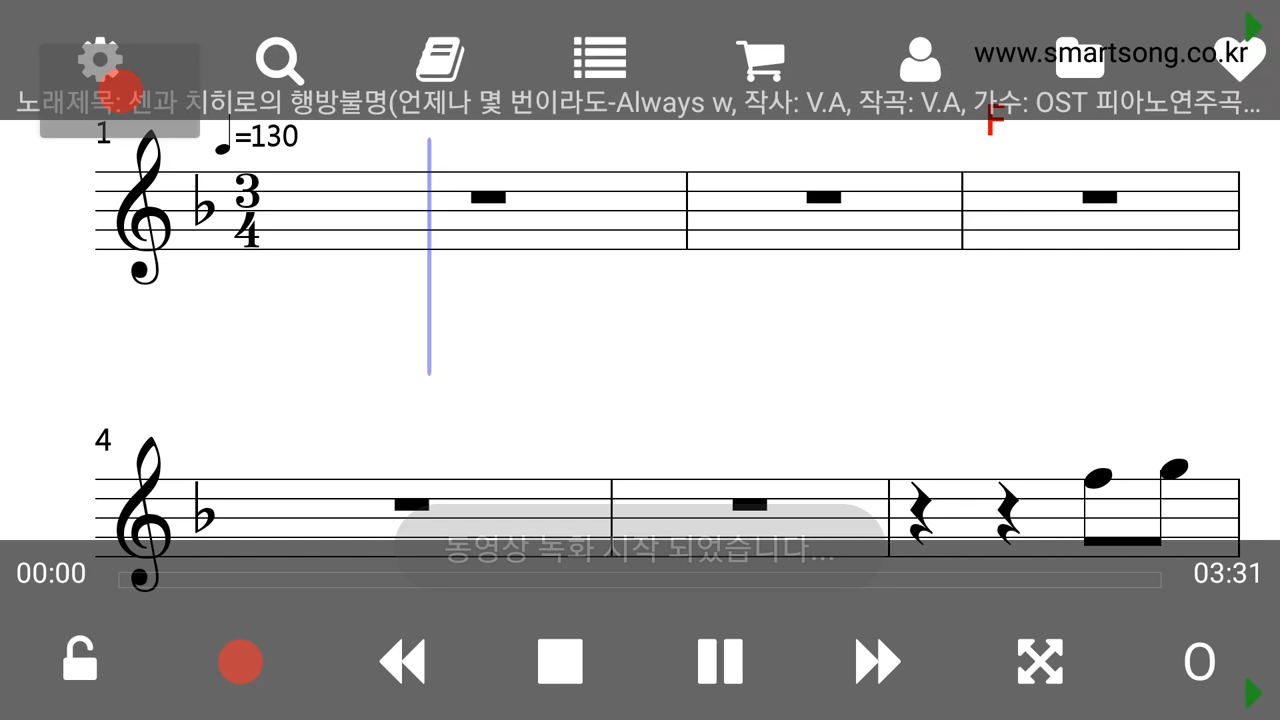 www.smartsong.co.kr
노래제목: 센과 치히로의 행방불명(언제나 몇 번이라도-Always w, 작사: V.A, 작곡: V.A, 가수: OST 피아노연주곡...
1
=130
F
3
4
4
동영상 녹화 시작 되었습니다...
00:00
03:31
O